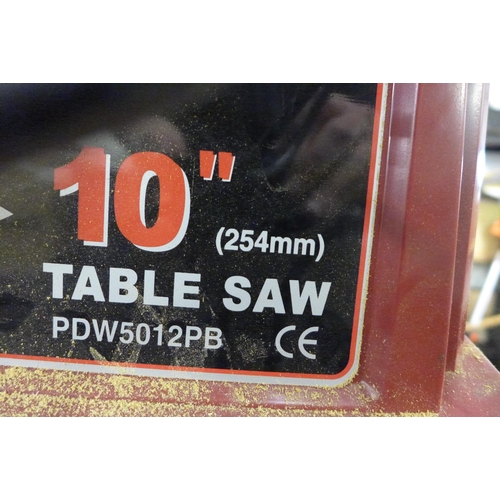 10" (254mm)
TABLE SAW
PDW5012PB CE